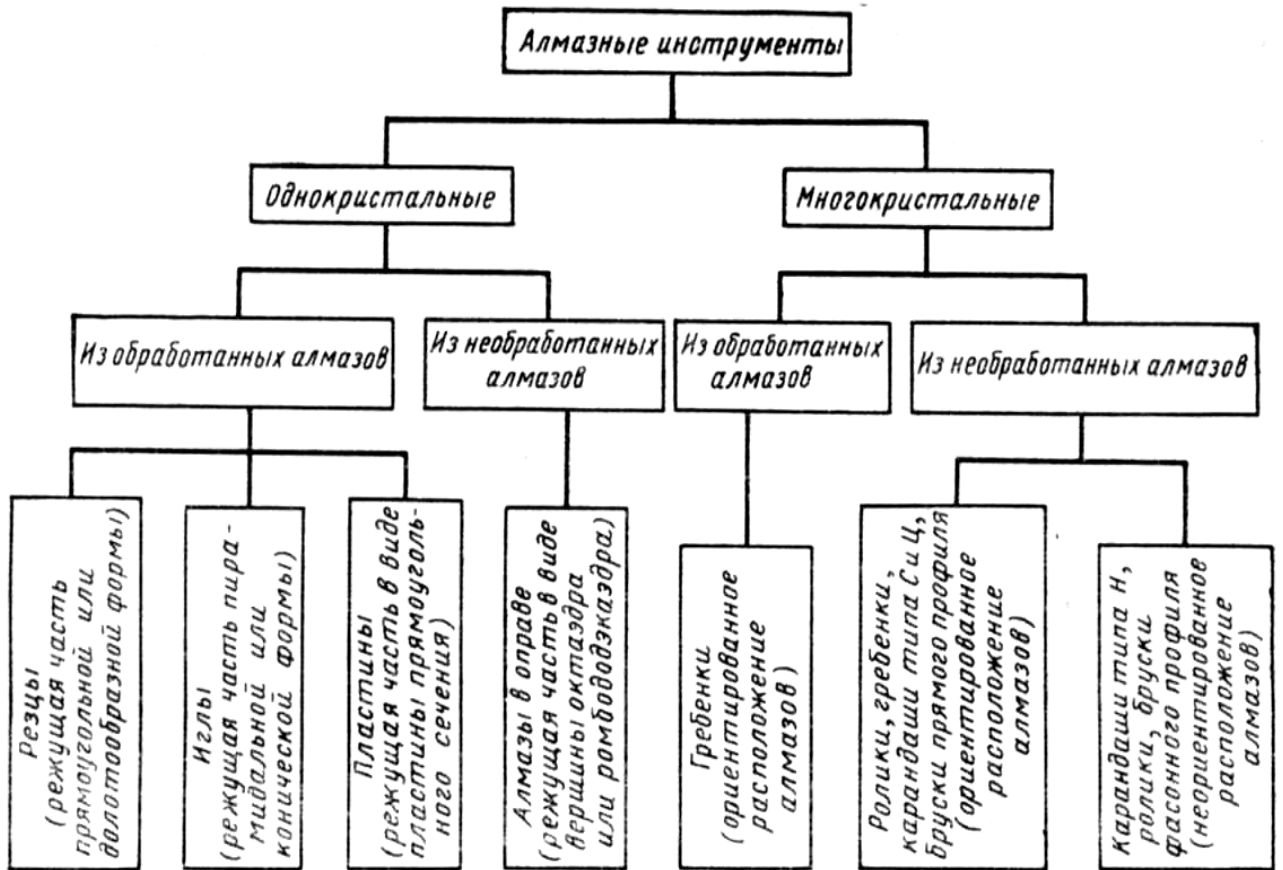 Алмазные инструменты
Однокристальные
Многокристальные
Из обработанных алмазов
Из необработанных
алмазов
Из обработанных
алмазов
Из необработанных алмазов
Резцы
(режущая часть
прямоугольной или
долотообразной формы)
Иглы
(режущая часть пира-
мидальной или
конической формы)
Пластины
(режущая часть в виде
пластины прямоуголь-
ного сечения)
Алмазы в оправе
(режущая часть в виде
вершины октаэдра
или ромбододэкаэдра)
Гребенки
(ориентированное
расположение
алмазов)
Ролики, гребенки,
карандаши типа С и Ц,
бруски прямого профиля
(ориентированное
расположение
алмазов)
Карандаши типа Н,
ролики, бруски
фасонного профиля
(неориентированное
расположение
алмазов)